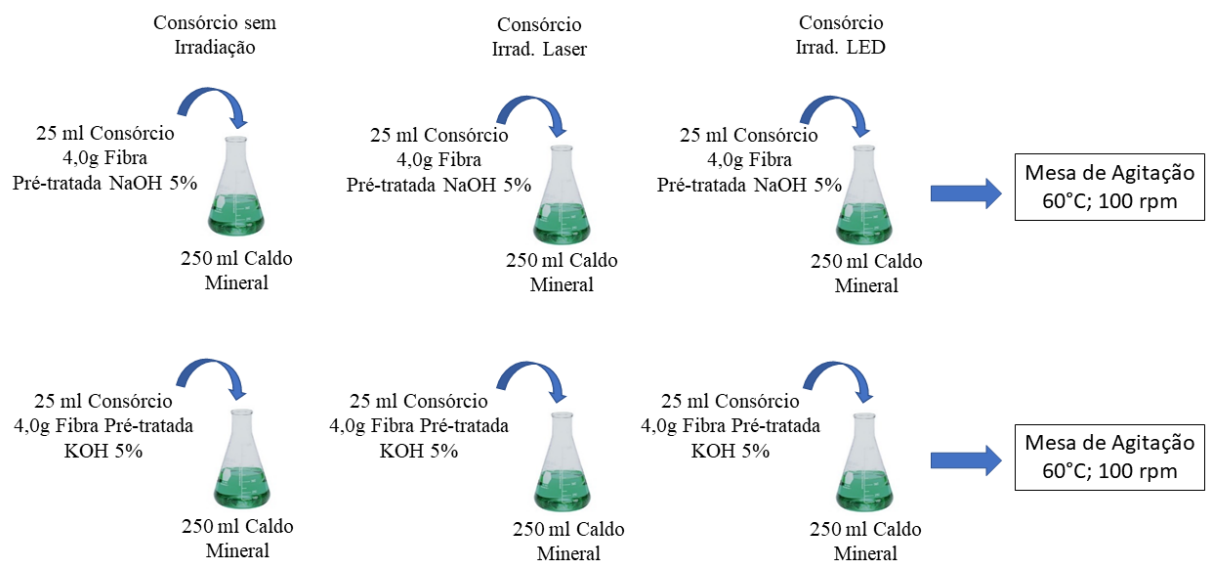 Consórcio sem
Irradiação
Consórcio
Irrad. Laser
Consórcio
Irrad. LED
25 ml Consórcio
4,0g Fibra
Pré-tratada NaOH 5%
250 ml Caldo
Mineral
25 ml Consórcio
4,0g Fibra
Pré-tratada NaOH 5%
250 ml Caldo
Mineral
25 ml Consórcio
4,0g Fibra
Pré-tratada NaOH 5%
250 ml Caldo
Mineral
Mesa de Agitação
60°C; 100 rpm
25 ml Consórcio
4,0g Fibra Pré-tratada
KOH 5%
250 ml Caldo
Mineral
25 ml Consórcio
4,0g Fibra Pré-tratada
KOH 5%
250 ml Caldo
Mineral
25 ml Consórcio
4,0g Fibra Pré-tratada
KOH 5%
250 ml Caldo
Mineral
Mesa de Agitação
60°C; 100 rpm